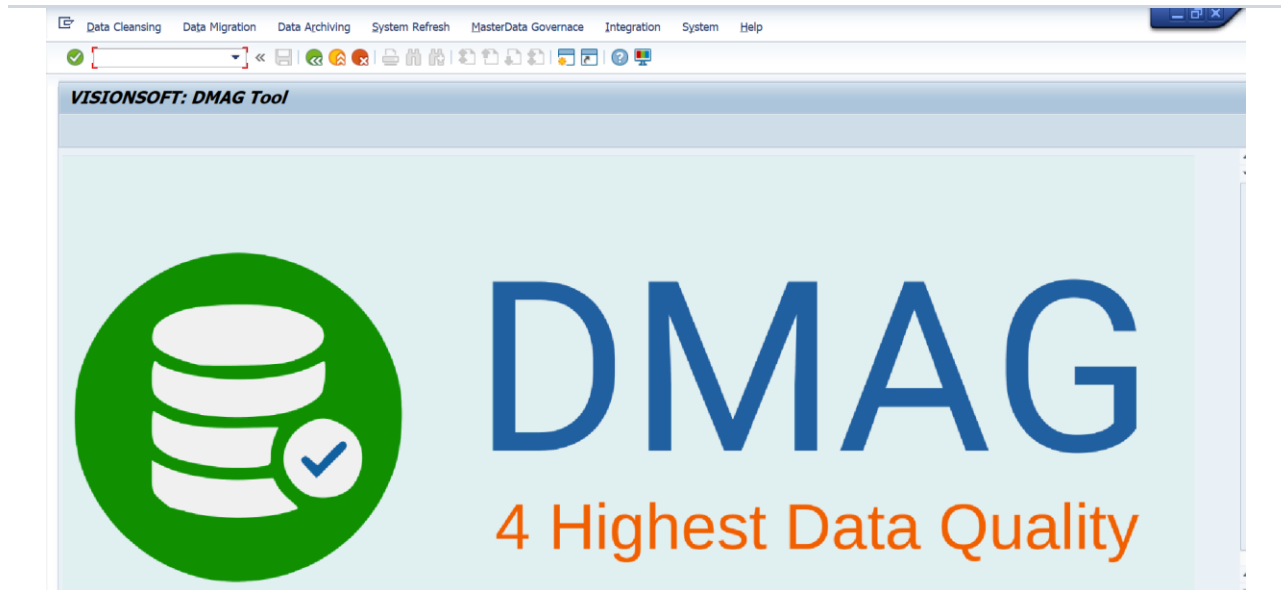 Data Cleansing Data Migration Data Archiving System Refresh MasterData Governace Integration System Help
VISIONSOFT: DMAG Tool
DMAG
4 Highest Data Quality